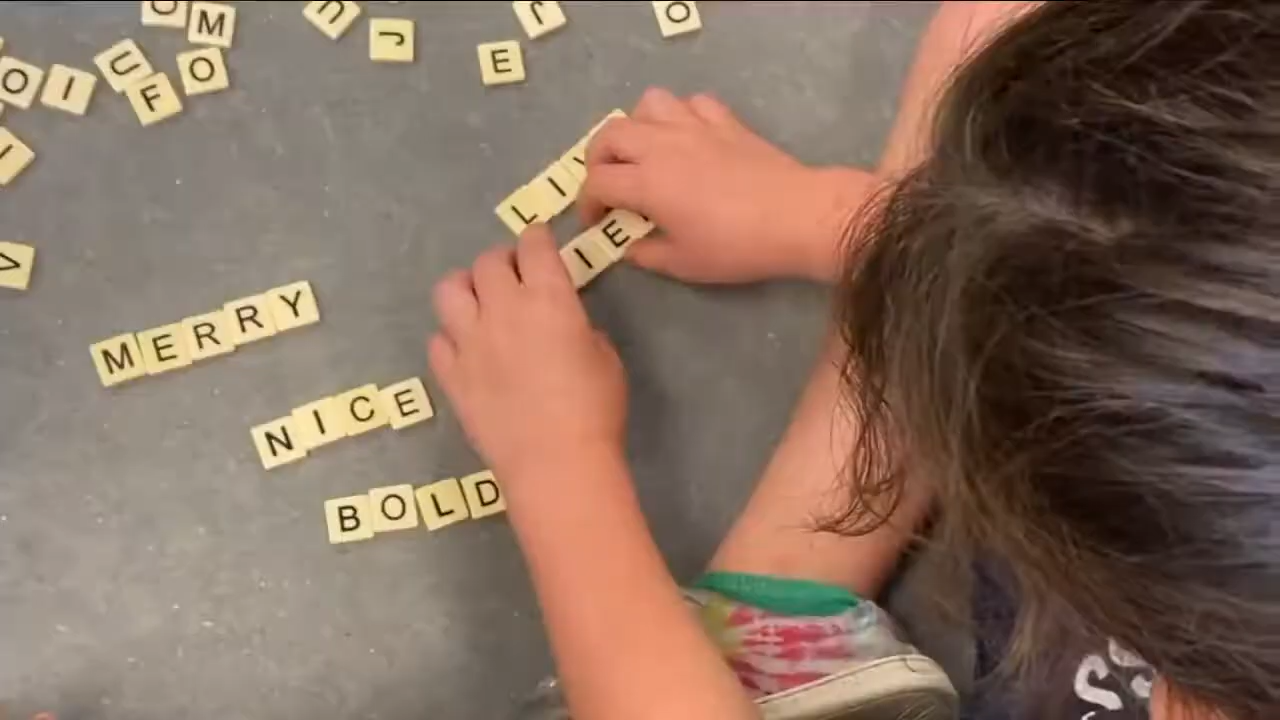 O M
U J E O
O I U F O
I
V
L I V
I E
MERRY
NICE
BOLD